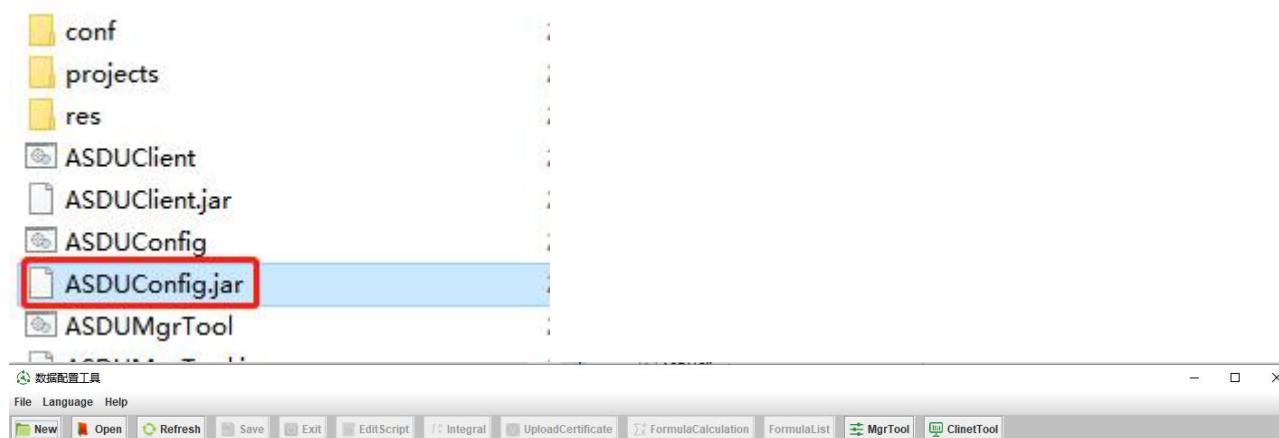 conf
projects
res
ASDUClient
ASDUClient.jar
ASDUConfig
ASDUConfig.jar
ASDUMgrTool
数据配置工具
File Language Help
New Open Refresh Save Exit EditScript Integral UploadCertificate FormulaCalculation FormulaList MgrTool ClinetTool